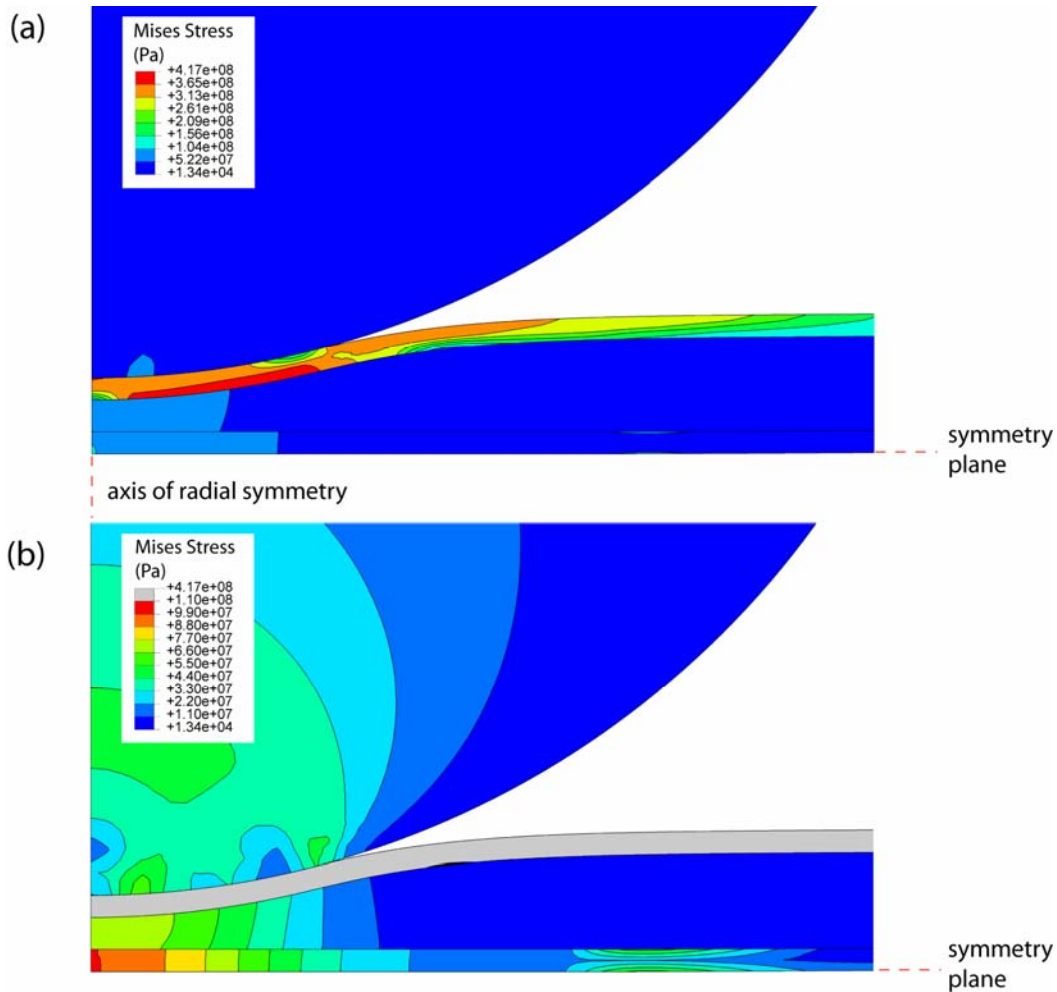 (a)
Mises Stress
(Pa)
+4.17e+08
+3.65e+08
+3.13e+08
+2.61e+08
+2.09e+08
+1.56e+08
+1.04e+08
+5.22e+07
+1.34e+04
symmetry
plane
axis of radial symmetry
(b)
Mises Stress
(Pa)
+4.17e+08
+1.10e+08
+9.90e+07
+8.80e+07
+7.70e+07
+6.60e+07
+5.50e+07
+4.40e+07
+3.30e+07
+2.20e+07
+1.10e+07
+1.34e+04
symmetry
plane